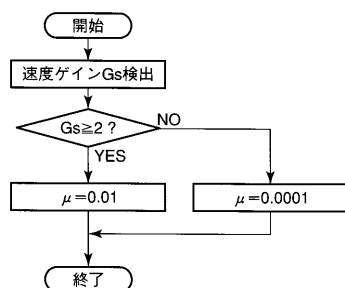 開始
速度ゲインGs検出
Gs≧2 ?
NO
YES
μ=0.01
μ=0.0001
終了